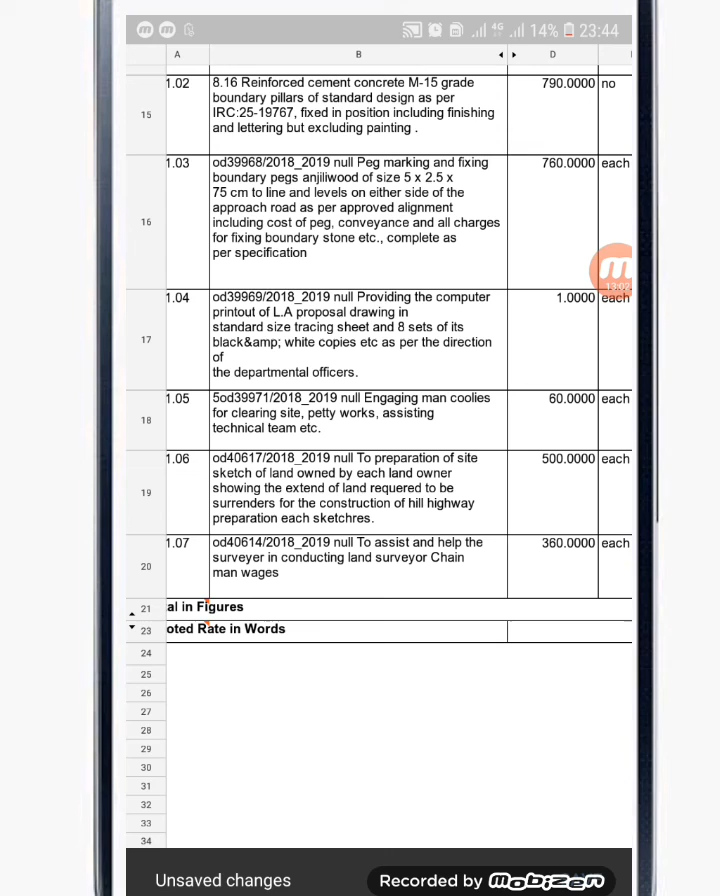 4G 14% 23:44
A B D
15 1.02 8.16 Reinforced cement concrete M-15 grade 790.0000 no
boundary pillars of standard design as per
IRC:25-19767, fixed in position including finishing
and lettering but excluding painting .
16 1.03 od39968/2018_2019 null Peg marking and fixing 760.0000 each
boundary pegs anjiliwood of size 5 x 2.5 x
75 cm to line and levels on either side of the
approach road as per approved alignment
including cost of peg, conveyance and all charges
for fixing boundary stone etc., complete as
per specification
13:02
17 1.04 od39969/2018_2019 null Providing the computer 1.0000 each
printout of L.A proposal drawing in
standard size tracing sheet and 8 sets of its
black&amp; white copies etc as per the direction
of
the departmental officers.
18 1.05 5od39971/2018_2019 null Engaging man coolies 60.0000 each
for clearing site, petty works, assisting
technical team etc.
19 1.06 od40617/2018_2019 null To preparation of site 500.0000 each
sketch of land owned by each land owner
showing the extend of land requered to be
surrenders for the construction of hill highway
preparation each sketchres.
20 1.07 od40614/2018_2019 null To assist and help the 360.0000 each
surveyer in conducting land surveyor Chain
man wages
21 al in Figures
23 oted Rate in Words
24
25
26
27
28
29
30
31
32
33
34
Unsaved changes
Recorded by Mobizen